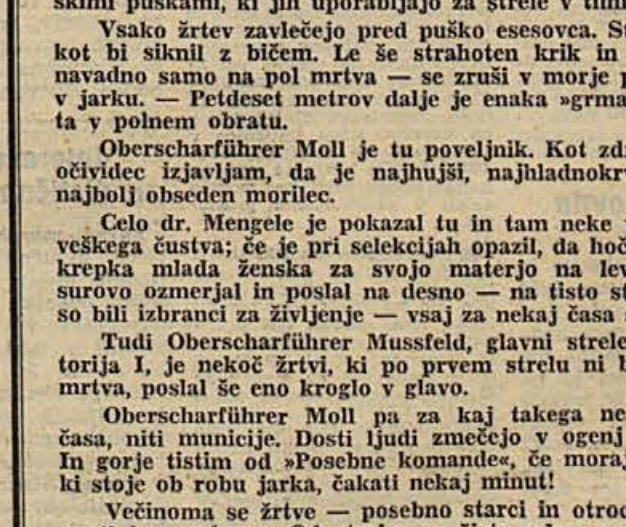 skimi puškami, ki jih uporabljajo za strele v
Vsako žrtev zavlečejo pred puško esesovca.
kot bi siknil z bičem. Le še strahoten krik in
navadno samo na pol mrtva — se zruši v morje
v jarku. — Petdeset metrov dalje je enaka »grma
ta v polnem obratu.
Oberscharführer Moll je tu poveljnik. Kot zd
očividec izjavljam, da je najhujši, najhladnokr
najbolj obseden morilec.
Celo dr. Mengele je pokazal tu in tam neke
veškega čustva; če je pri selekcijah opazil, da hoč
krepka mlada ženska za svojo materjo na lev
surovo ozmerjal in poslal na desno — na tisto st
so bili izbranci za življenje — vsaj za nekaj časa
Tudi Oberscharführer Mussfeld, glavni strele
torija I, je nekoč žrtvi, ki po prvem strelu ni b
mrtva, poslal še eno kroglo v glavo.
Oberscharführer Moll pa za kaj takega ne
časa, niti municije. Dosti ljudi zmečejo v ogenj
In gorje tistim od »Posebne komande«, če moraj
ki stoje ob robu jarka, čakati nekaj minut!
Večinoma se žrtve — posebno starci in otroc